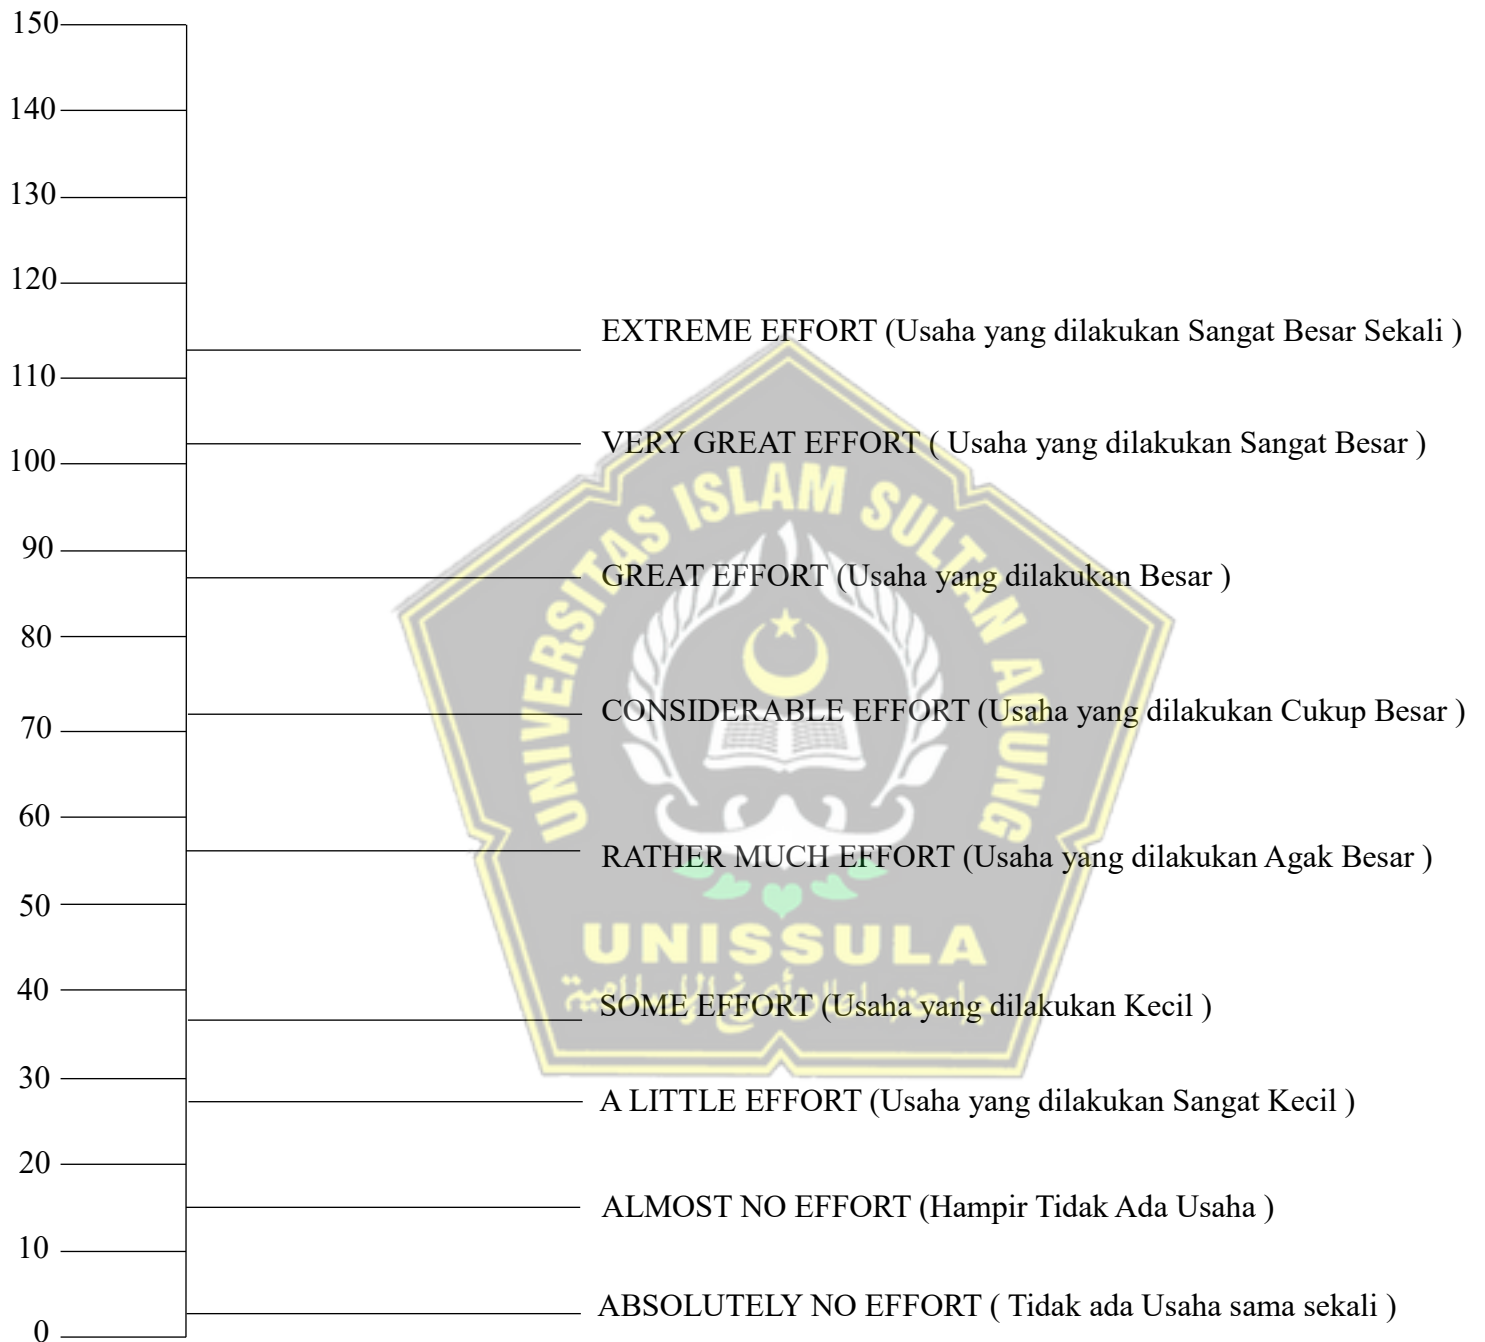 150
140
130
120
EXTREME EFFORT (Usaha yang dilakukan Sangat Besar Sekali )
110
VERY GREAT EFFORT ( Usaha yang dilakukan Sangat Besar )
100
90
GREAT EFFORT (Usaha yang dilakukan Besar )
80
CONSIDERABLE EFFORT (Usaha yang dilakukan Cukup Besar )
70
60
RATHER MUCH EFFORT (Usaha yang dilakukan Agak Besar )
50
40
SOME EFFORT (Usaha yang dilakukan Kecil )
30
A LITTLE EFFORT (Usaha yang dilakukan Sangat Kecil )
20
ALMOST NO EFFORT (Hampir Tidak Ada Usaha )
10
ABSOLUTELY NO EFFORT ( Tidak ada Usaha sama sekali )
0
UNIVERSITAS ISLAM SULTAN AGUNG
UNISSULA